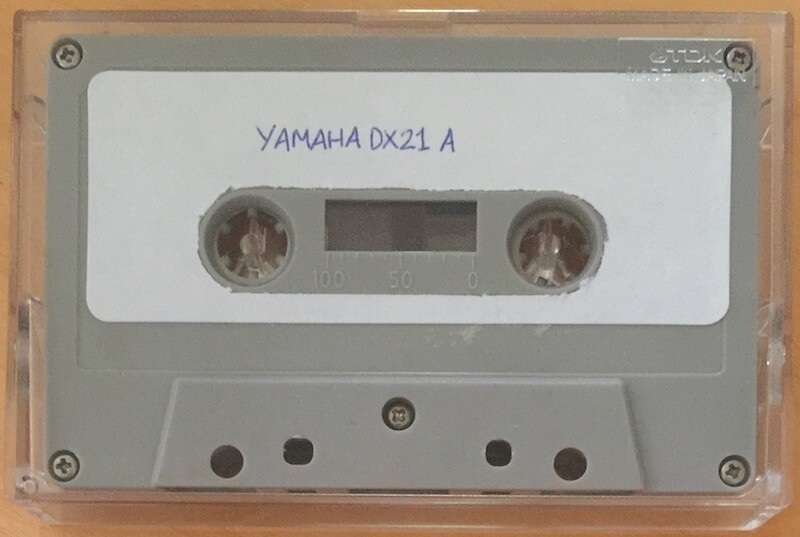 TDK
MADE IN JAPAN
YAMAHA DX21 A
100 50 0